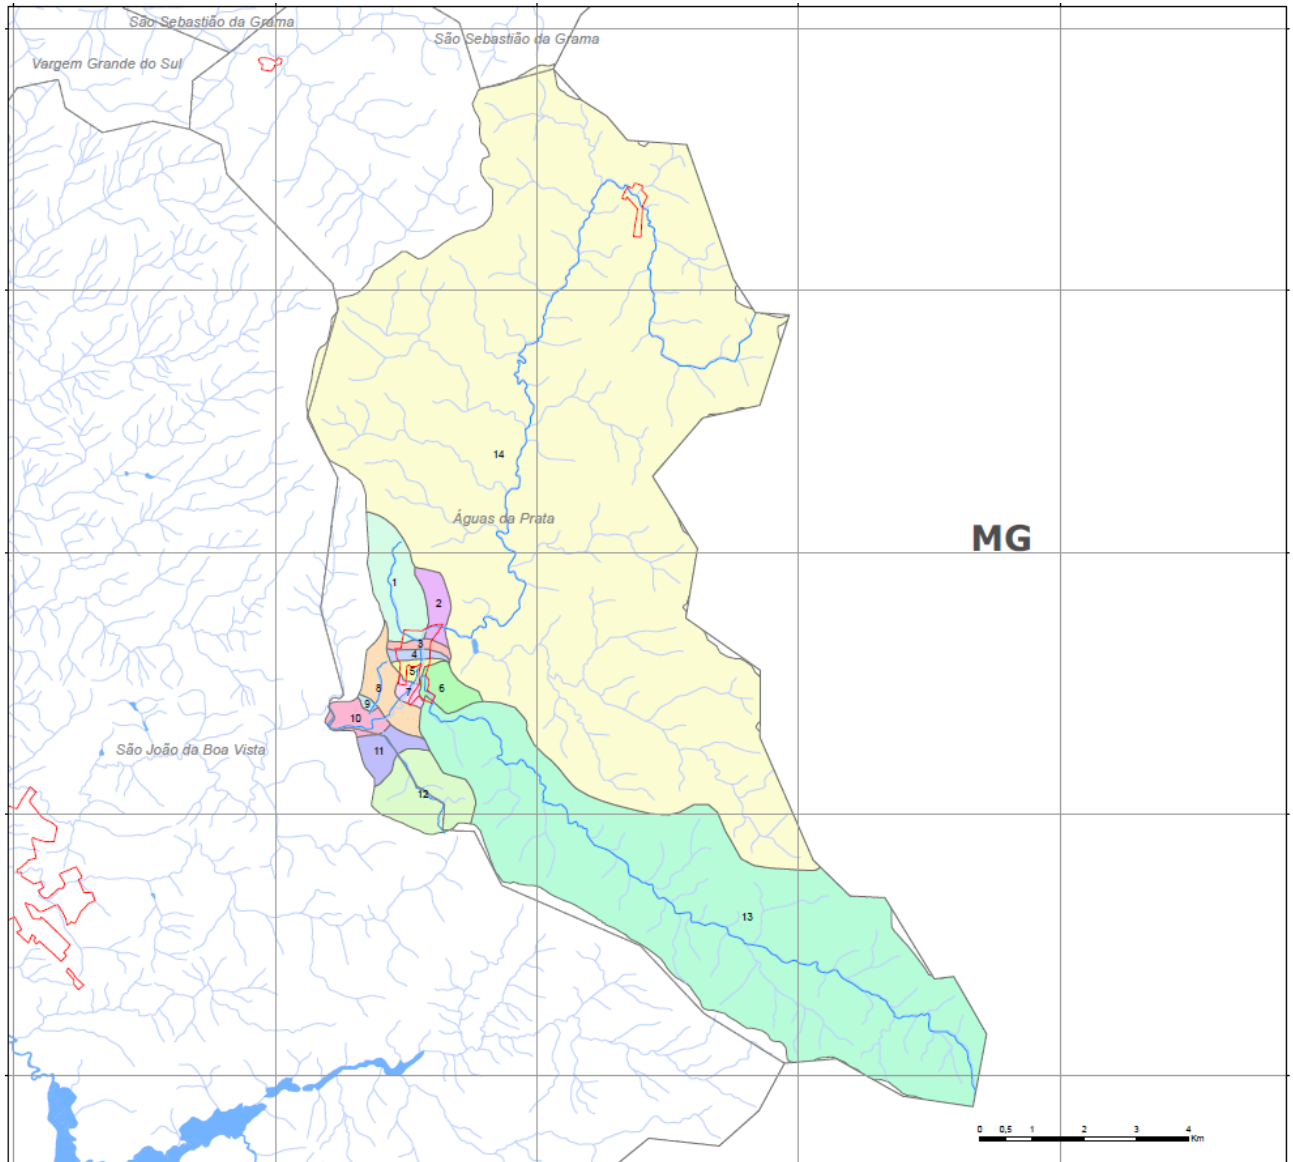 São Sebastião da Grama
São Sebastião da Grama
Vargem Grande do Sul
14
Águas da Prata
MG
1
2
3
4
5
6
7
8
9
10
11
12
São João da Boa Vista
13
0 0,5 1 2 3 4
Km